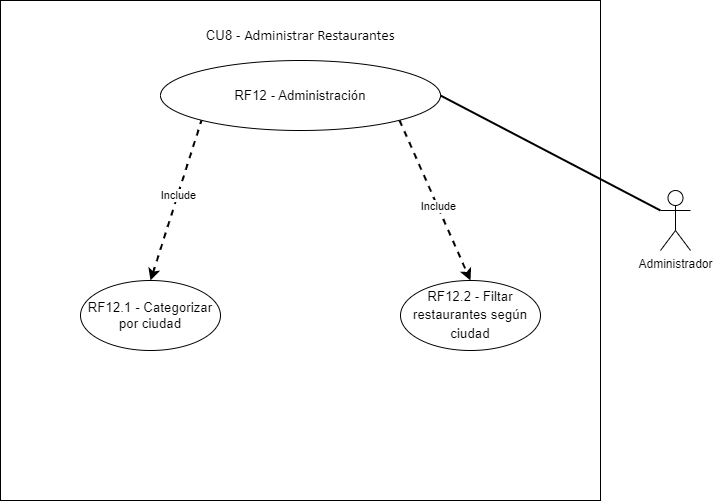 CU8 - Administrar Restaurantes
RF12 - Administración
Include
Include
Administrador
RF12.1 - Categorizar
por ciudad
RF12.2 - Filtar
restaurantes según
ciudad